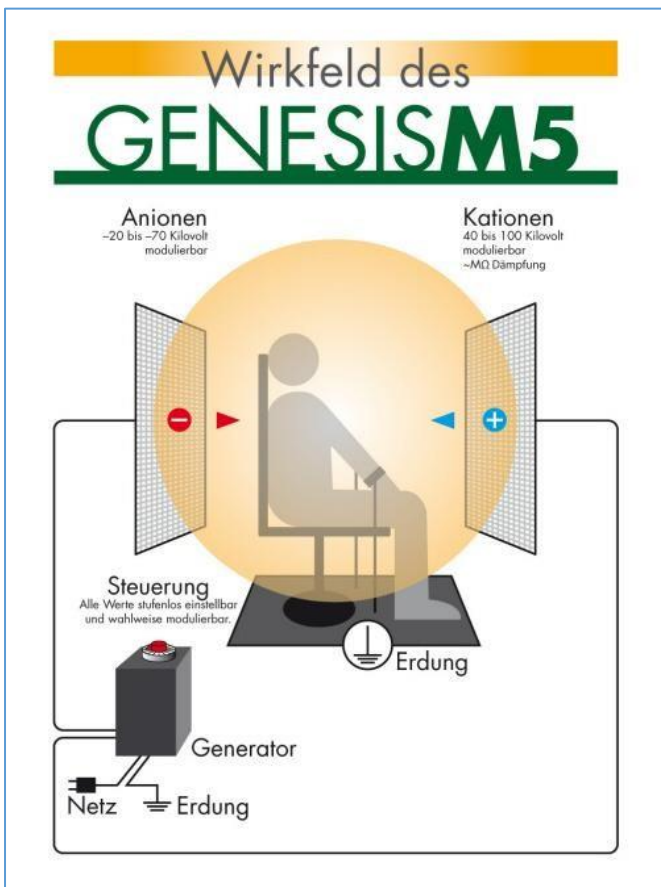 Wirkfeld des
GENESISM5
Anionen
–20 bis –70 Kilovolt
modulierbar
Kationen
40 bis 100 Kilovolt
modulierbar
~MΩ Dämpfung
Steuerung
Alle Werte stufenlos einstellbar
und wahlweise modulierbar.
Erdung
Generator
Netz
Erdung